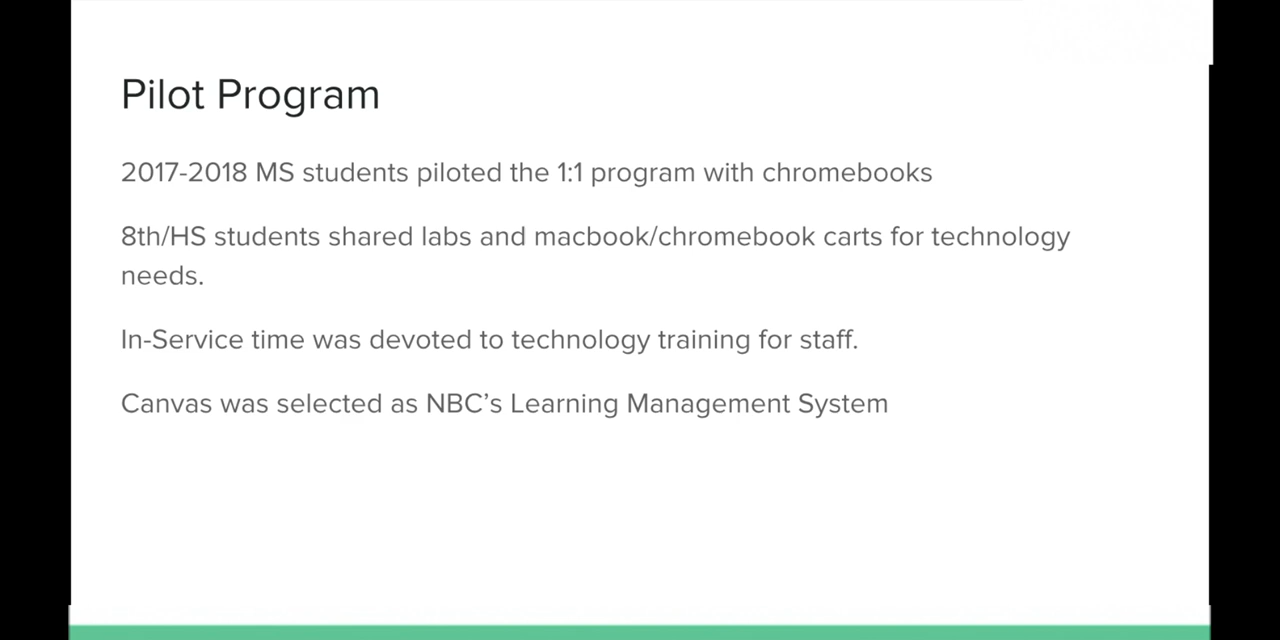 Pilot Program
2017-2018 MS students piloted the 1:1 program with chromebooks
8th/HS students shared labs and macbook/chromebook carts for technology
needs.
In-Service time was devoted to technology training for staff.
Canvas was selected as NBC’s Learning Management System